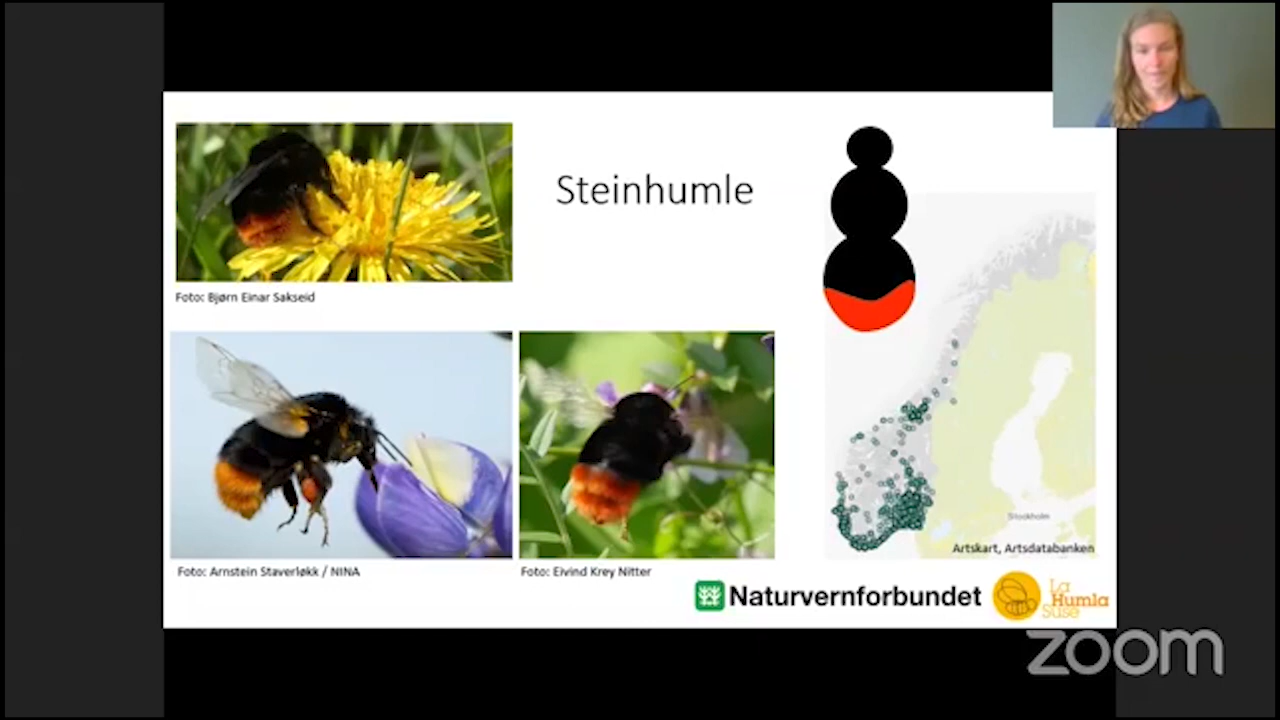 Steinhumle
Foto: Bjørn Einar Sakseid
Foto: Arnstein Staverløkk / NINA
Foto: Eivind Krey Nitter
Stockholm
Artskart, Artsdatabanken
Naturvernforbundet
La
Humla
Suse
zoom